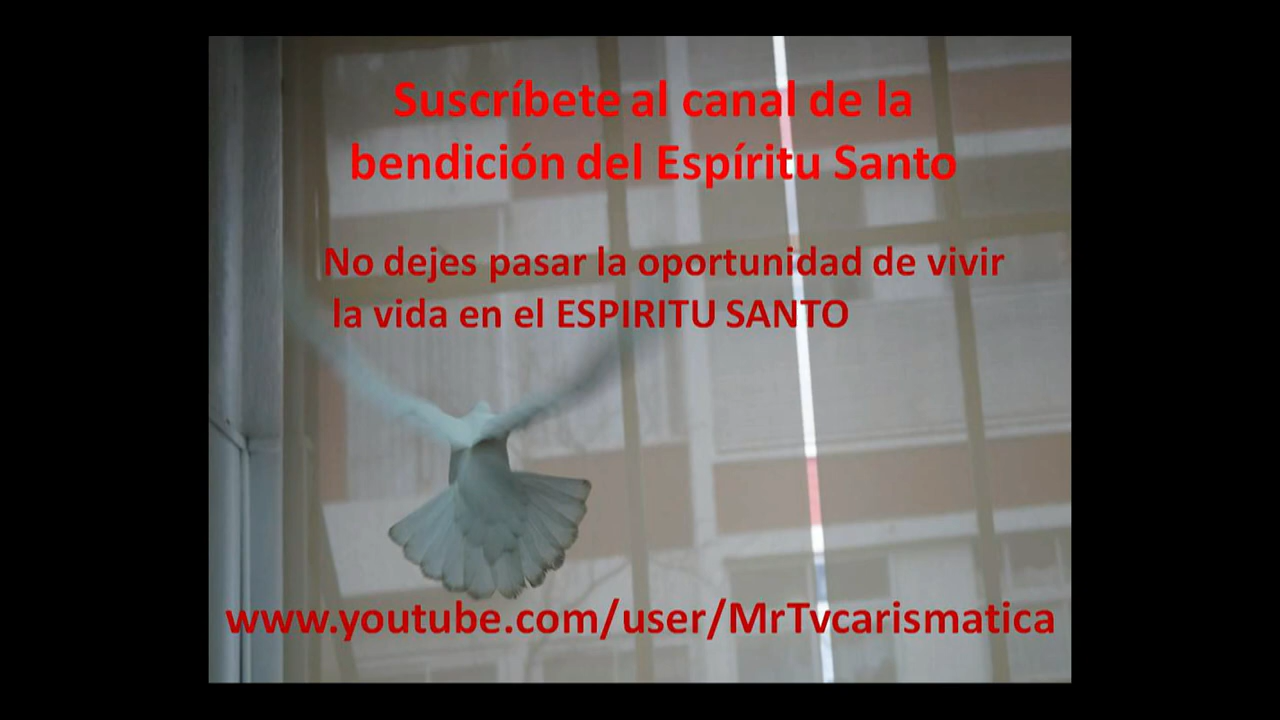 Suscríbete al canal de la
bendición del Espíritu Santo
No dejes pasar la oportunidad de vivir
la vida en el ESPIRITU SANTO
www.youtube.com/user/MrTvcarismatica